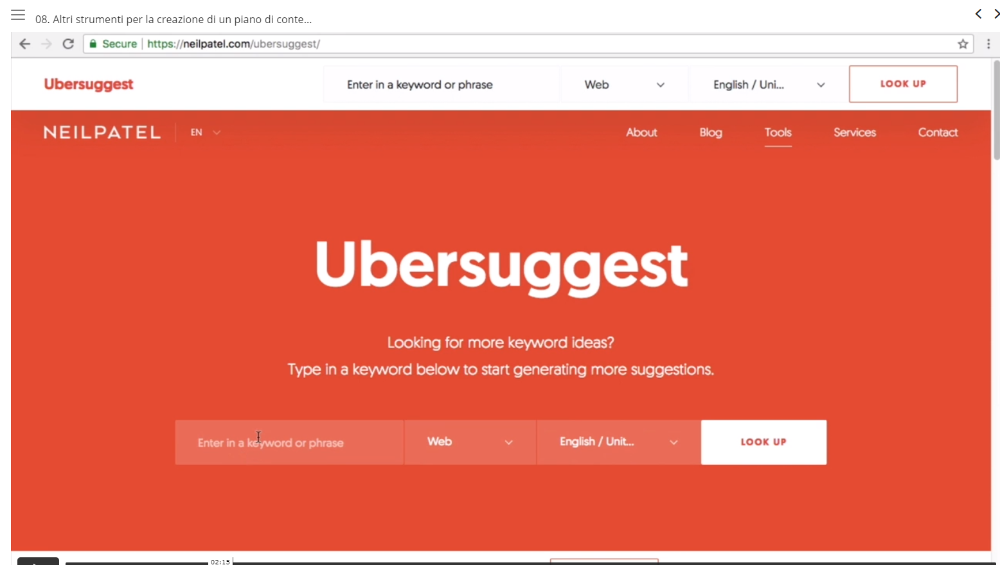 08. Altri strumenti per la creazione di un piano di conte...
Secure | https://neilpatel.com/ubersuggest/
Ubersuggest Enter in a keyword or phrase Web English / Uni... LOOK UP
NEILPATEL EN About Blog Tools Services Contact
Ubersuggest
Looking for more keyword ideas?
Type in a keyword below to start generating more suggestions.
Enter in a keyword or phrase Web English / Unit... LOOK UP
02:15